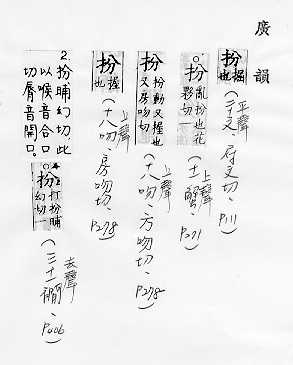 廣韻
扮 握也
(平聲 二十文、府文切、P111)
扮 亂扮也花夥切一
(上聲 十二蟹、P271)
扮 扮動又握也又房吻切
(上聲 十八吻、方吻切、P278)
扮 握也
(上聲 十八吻、房吻切、P278)
2. 扮晡幻切此以喉音合口切脣音開口。
扮 打扮晡幻切一
(去聲 三十一襉、P406)